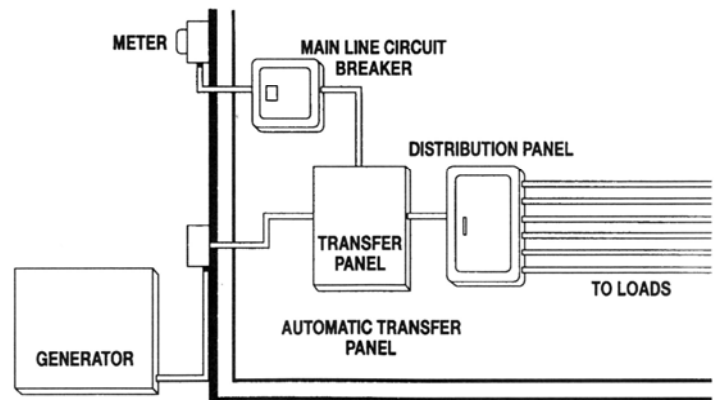 METER
MAIN LINE CIRCUIT
BREAKER
DISTRIBUTION PANEL
TRANSFER
PANEL
TO LOADS
AUTOMATIC TRANSFER
PANEL
GENERATOR